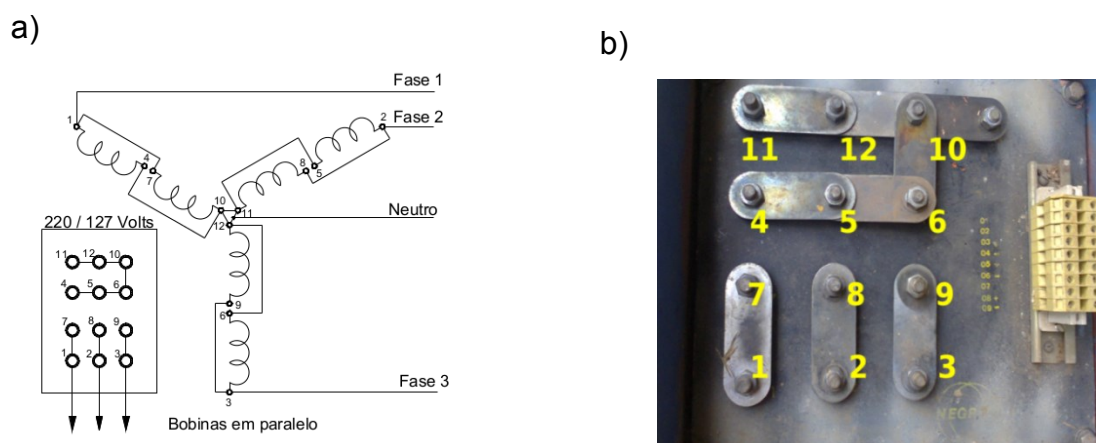 a)
b)
Fase 1
1
2
Fase 2
4
7
8
5
10
11
12
Neutro
220 / 127 Volts
11 12 10
4 5 6
7 8 9
1 2 3
9
6
3
Fase 3
Bobinas em paralelo
11 12 10
4 5 6
7 8 9
1 2 3